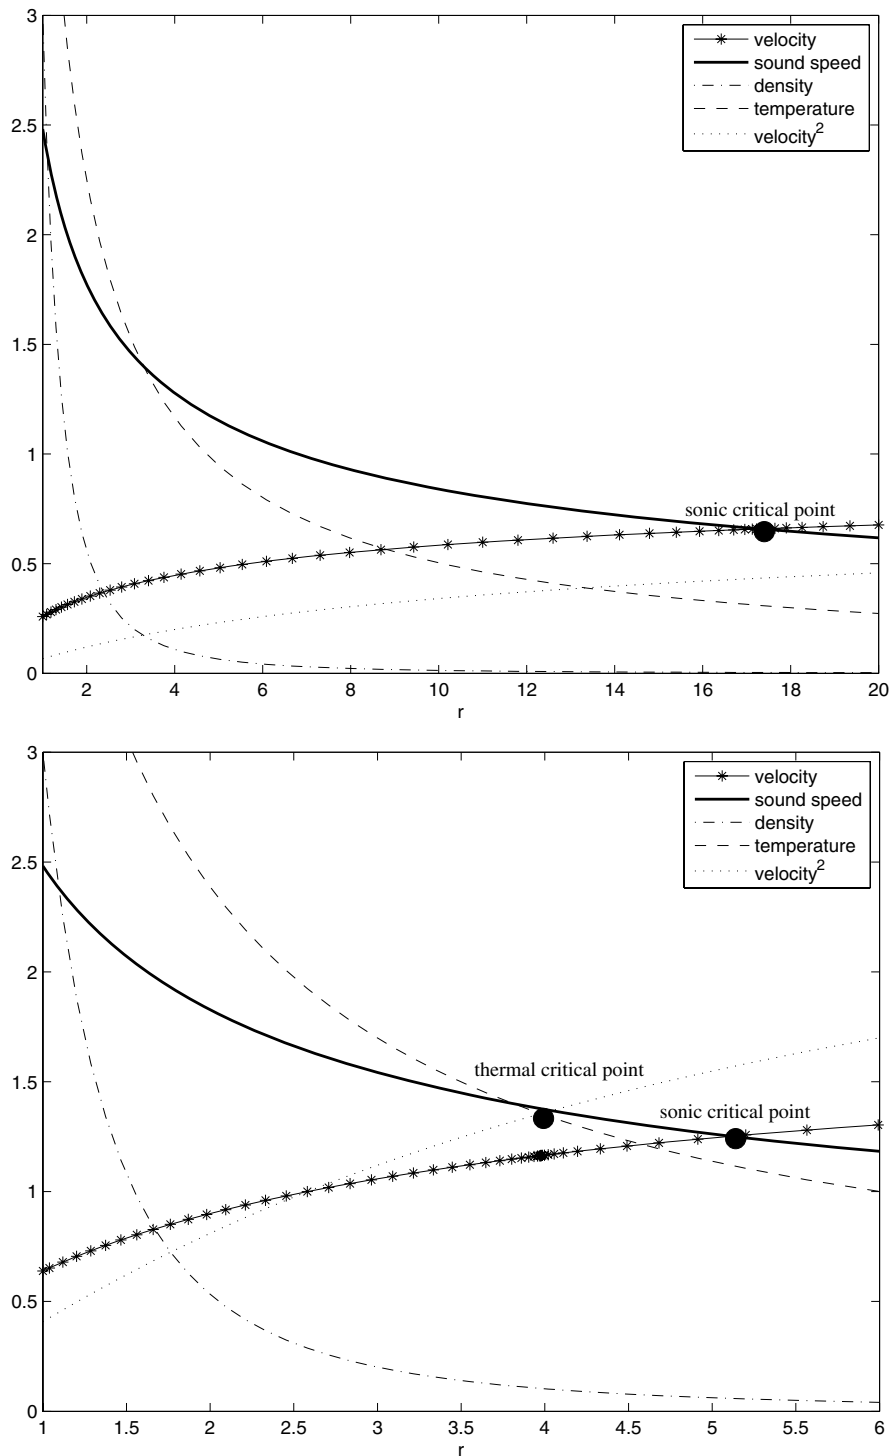 3
2.5
2
1.5
1
0.5
0
velocity
sound speed
density
temperature
velocity2
sonic critical point
2 4 6 8 10 12 14 16 18 20
r
3
2.5
2
1.5
1
0.5
0
velocity
sound speed
density
temperature
velocity2
thermal critical point
sonic critical point
1 1.5 2 2.5 3 3.5 4 4.5 5 5.5 6
r